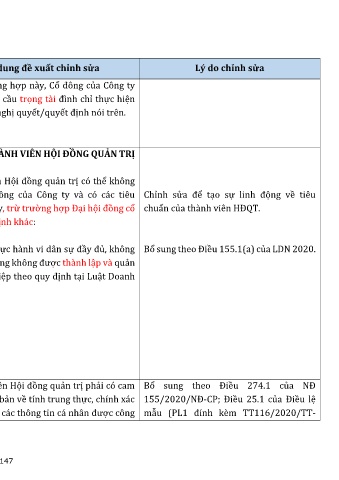 dung đề xuất chỉnh sửa
Lý do chỉnh sửa
ng hợp này, Cổ đông của Công ty
cầu trọng tài đình chỉ thực hiện
nghị quyết/quyết định nói trên.
ÀNH VIÊN HỘI ĐỒNG QUẢN TRỊ
Hội đồng quản trị có thể không
ông của Công ty và có các tiêu
y, trừ trường hợp Đại hội đồng cổ
ịnh khác:
Chỉnh sửa để tạo sự linh động về tiêu
chuẩn của thành viên HĐQT.
ực hành vi dân sự đầy đủ, không
ng không được thành lập và quản
iệp theo quy định tại Luật Doanh
Bổ sung theo Điều 155.1(a) của LDN 2020.
ên Hội đồng quản trị phải có cam
bản về tính trung thực, chính xác
các thông tin cá nhân được công
Bổ sung theo Điều 274.1 của NĐ
155/2020/NĐ-CP; Điều 25.1 của Điều lệ
mẫu (PL1 đính kèm TT116/2020/TT-
147